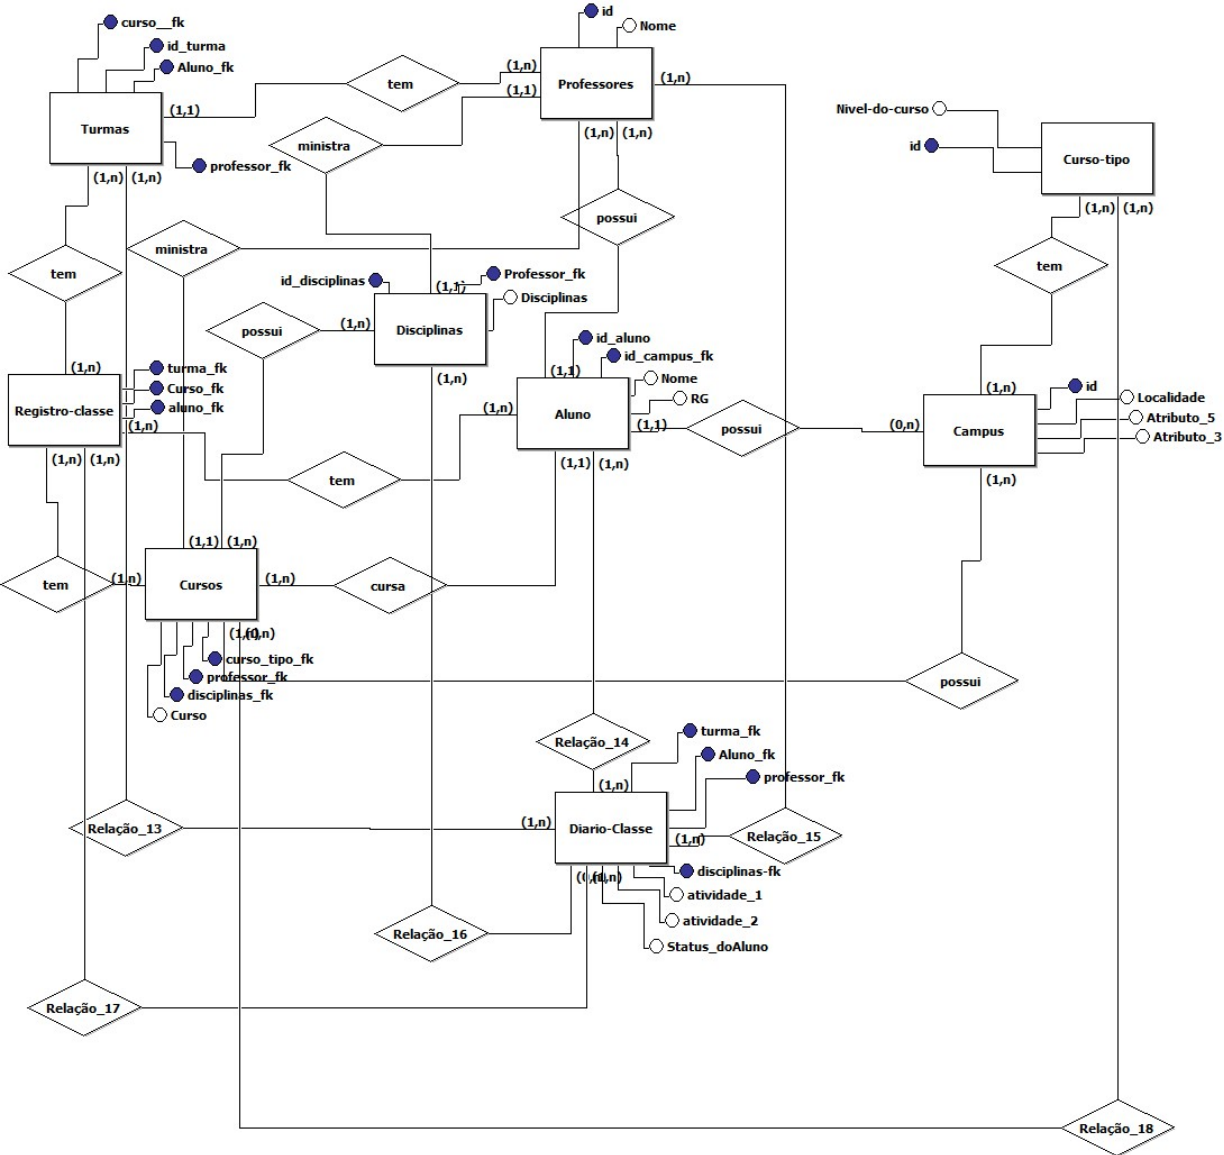 curso__fk
id_turma
Aluno_fk
Turmas
(1,1)
professor_fk
(1,n)
(1,n)
tem
id
Nome
Professores
(1,n)
(1,1)
(1,n)
(1,n)
(1,n)
ministra
ministra
possui
Nivel-do-curso
id
Curso-tipo
(1,n)
(1,n)
tem
tem
id_disciplinas
Professor_fk
Disciplinas
(1,1)
Disciplinas
(1,n)
(1,n)
possui
id_aluno
id_campus_fk
Nome
RG
(1,1)
Aluno
(1,n)
(1,1)
(1,1)
(1,n)
possui
(1,n)
id
Localidade
Atributo_5
Atributo_3
Campus
(0,n)
(1,n)
(1,n)
turma_fk
Curso_fk
aluno_fk
Registro-classe
(1,n)
(1,n)
(1,n)
tem
tem
(1,n)
(1,1)
(1,n)
Cursos
(1,n)
cursa
(1,n)
curso_tipo_fk
professor_fk
disciplinas_fk
Curso
possui
Relação_14
turma_fk
Aluno_fk
professor_fk
(1,n)
Diario-Classe
(1,n)
(1,n)
Relação_13
Relação_15
disciplinas-fk
atividade_1
atividade_2
Status_doAluno
Relação_16
Relação_17
Relação_18